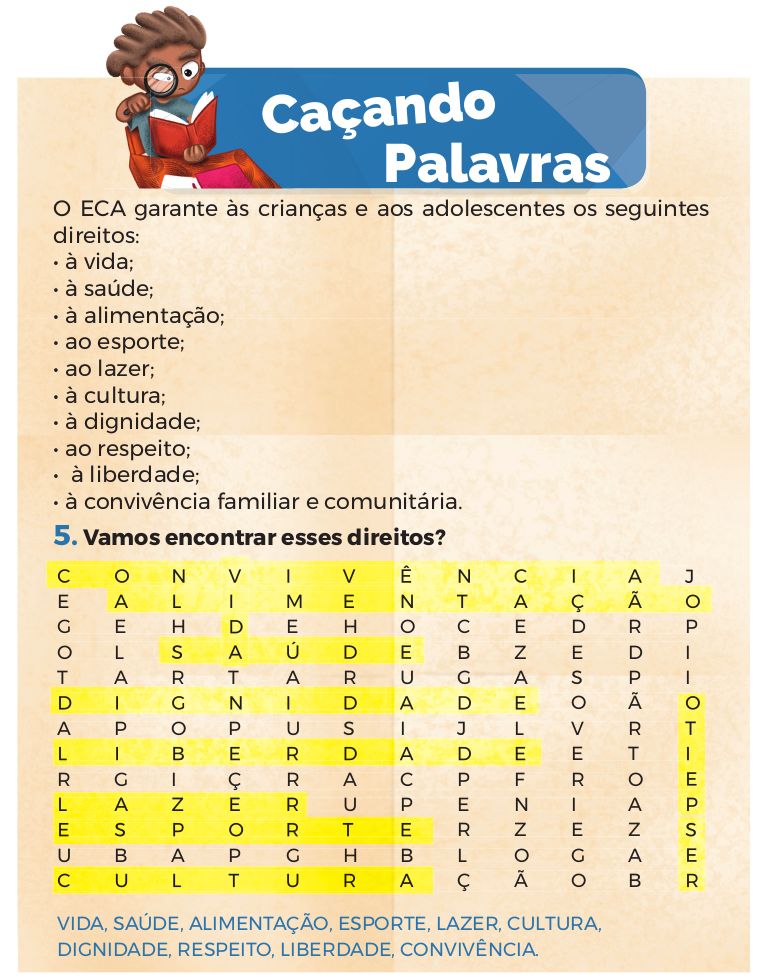 Caçando
Palavras
O ECA garante às crianças e aos adolescentes os seguintes
direitos:
• à vida;
• à saúde;
• à alimentação;
• ao esporte;
• ao lazer;
• à cultura;
• à dignidade;
• ao respeito;
• à liberdade;
• à convivência familiar e comunitária.
5. Vamos encontrar esses direitos?
C O N V I V Ê N C I A J
E A L I M E N T A Ç Ã O
G E H D E H O C E D R P
O L S A Ú D E B Z E D I
T A R T A R U G A S P I
D I G N I D A D E O Ã O
A P O P U S I J L V R T
L I B E R D A D E E T I
R G I Ç R A C P F R O E
L A Z E R U P E N I A P
E S P O R T E R Z E Z S
U B A P G H B L O G A E
C U L T U R A Ç Ã O B R
VIDA, SAÚDE, ALIMENTAÇÃO, ESPORTE, LAZER, CULTURA,
DIGNIDADE, RESPEITO, LIBERDADE, CONVIVÊNCIA.